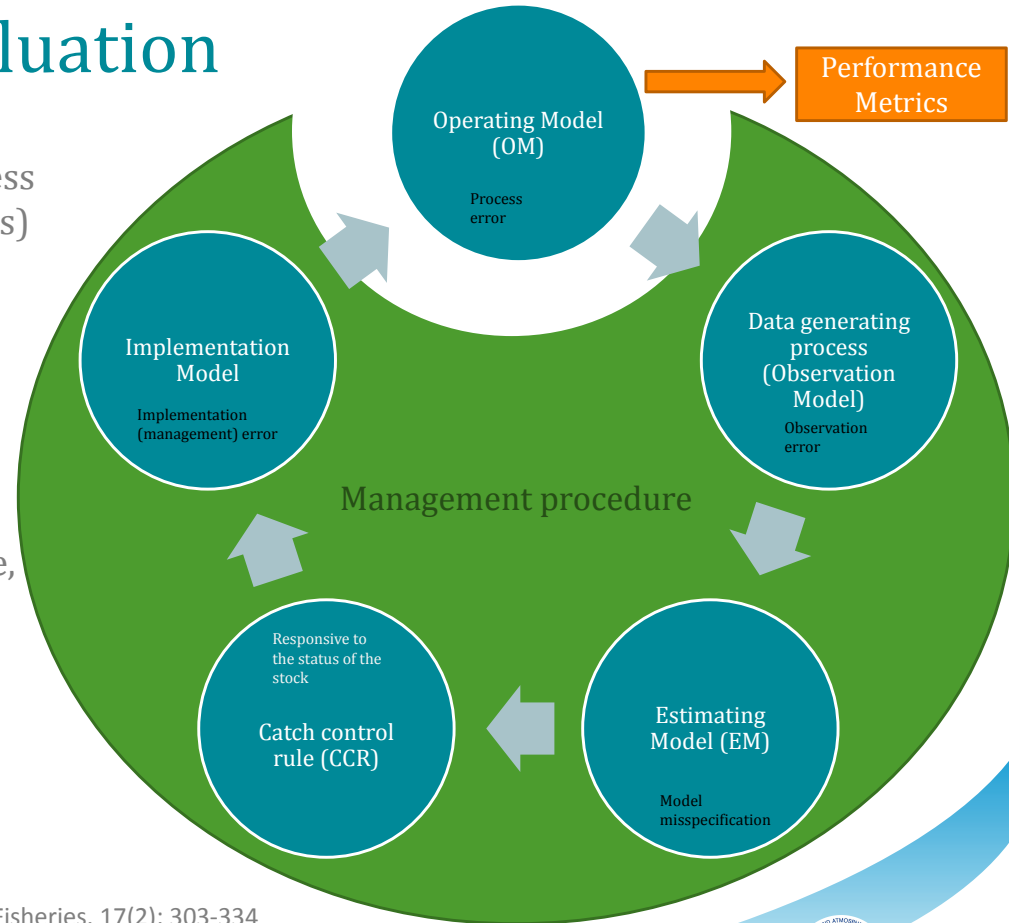 luation
ess
s)
e,
Operating Model
(OM)
Process
error
Performance
Metrics
Data generating
process
(Observation
Model)
Observation
error
Implementation
Model
Implementation
(management) error
Management procedure
Responsive to
the status of the
stock
Catch control
rule (CCR)
Estimating
Model (EM)
Model
misspecification
Fisheries, 17(2): 303-334